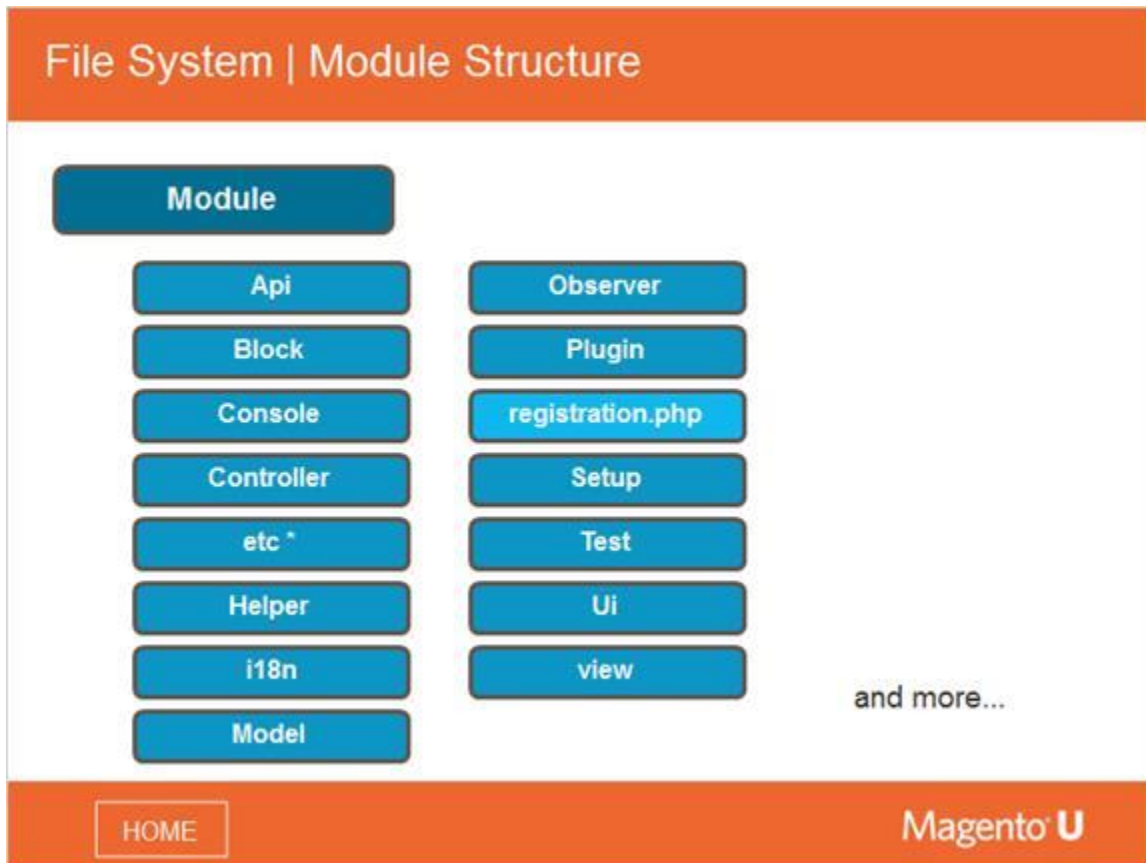 File System | Module Structure
Module
Api
Block
Console
Controller
etc *
Helper
i18n
Model
Observer
Plugin
registration.php
Setup
Test
Ui
view
and more...
HOME
Magento U